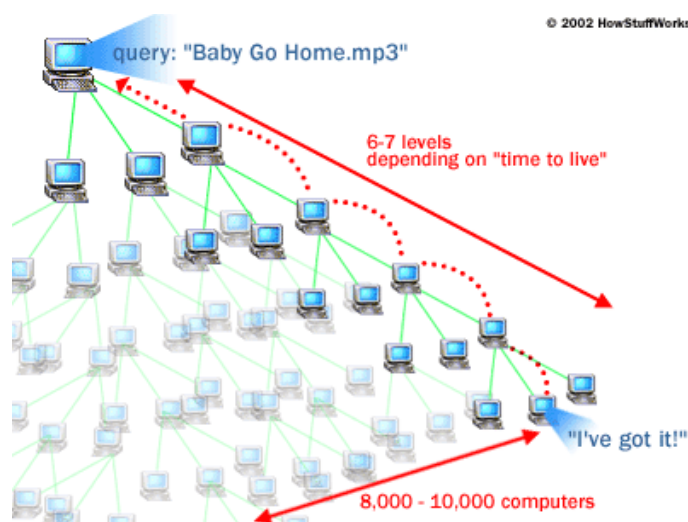 © 2002 HowStuffWorks
query: "Baby Go Home.mp3"
6-7 levels
depending on "time to live"
"I've got it!"
8,000 - 10,000 computers